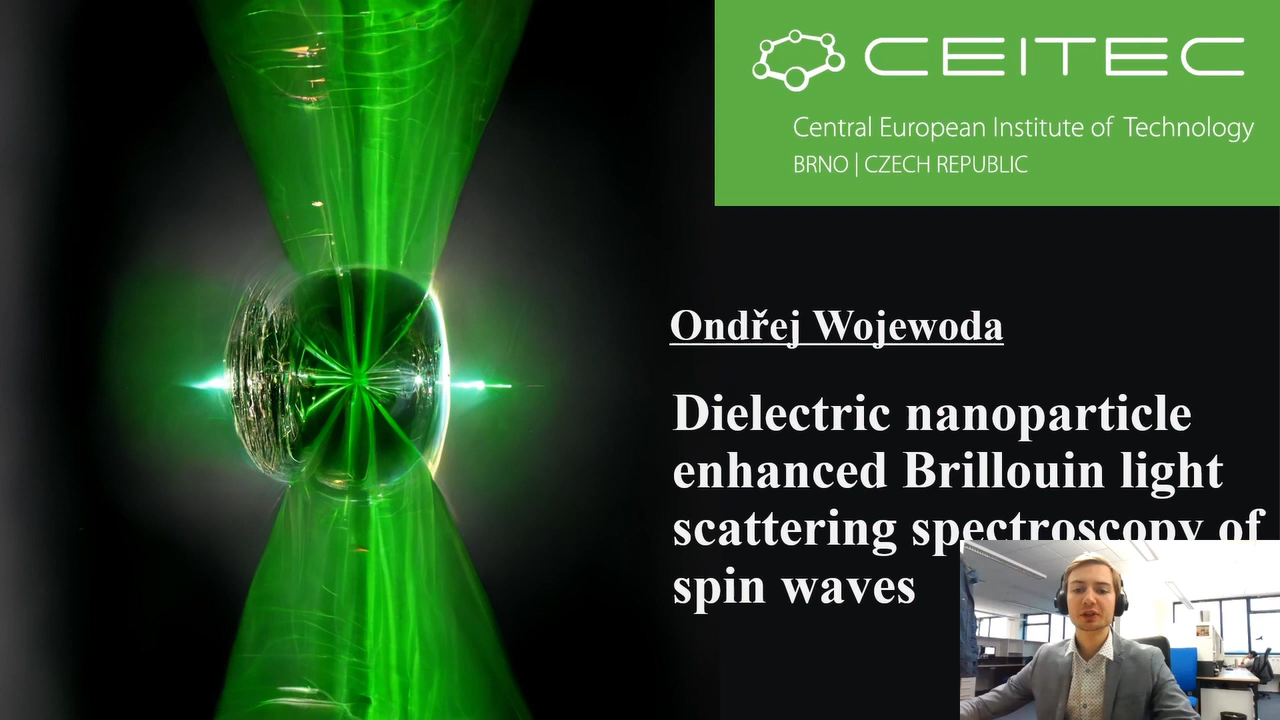 CEITEC
Central European Institute of Technology
BRNO | CZECH REPUBLIC
Ondřej Wojewoda
Dielectric nanoparticle
enhanced Brillouin light
scattering spectroscopy of
spin waves